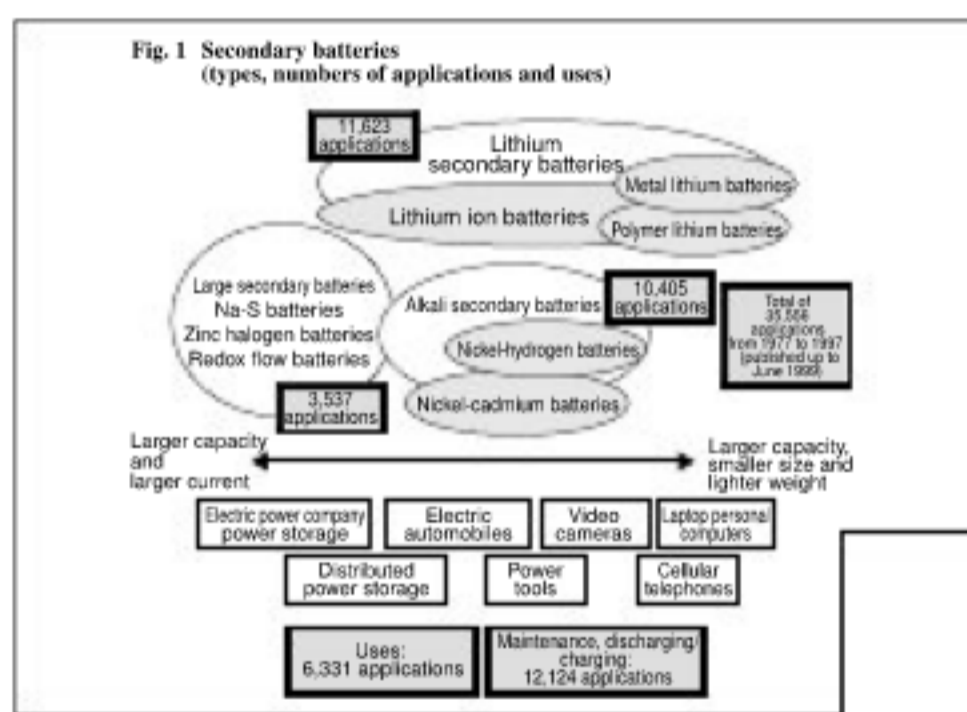 Fig. 1 Secondary batteries
(types, numbers of applications and uses)
11,623
applications
Lithium
secondary batteries
Metal lithium batteries
Lithium ion batteries
Polymer lithium batteries
Large secondary batteries
Na-S batteries
Zinc halogen batteries
Redox flow batteries
3,537
applications
Alkali secondary batteries
10,405
applications
Nickel-hydrogen batteries
Nickel-cadmium batteries
Total of
35,556
applications
from 1977 to 1997
(published up to
June 1999)
Larger capacity
and
larger current
Larger capacity,
smaller size and
lighter weight
Electric power company
power storage
Electric
automobiles
Video
cameras
Laptop personal
computers
Distributed
power storage
Power
tools
Cellular
telephones
Uses:
6,331 applications
Maintenance, discharging/
charging:
12,124 applications